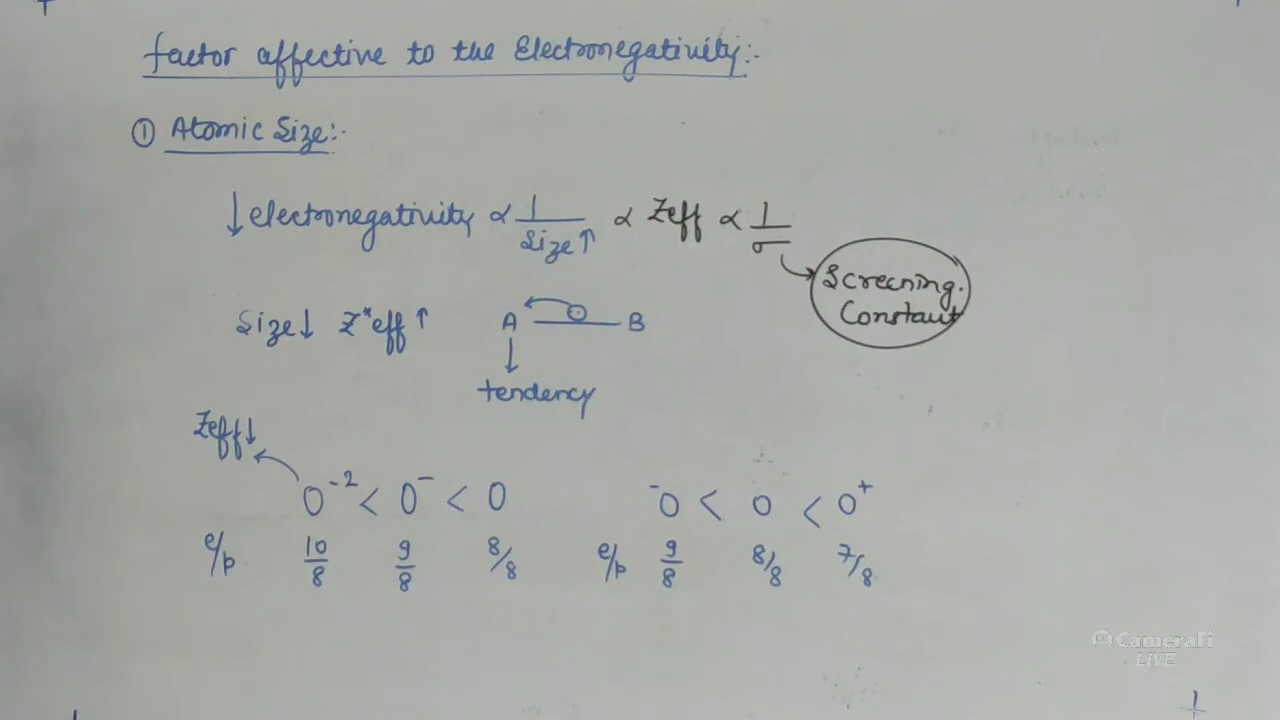 factor affective to the Electronegativity:-
① Atomic Size:-
↓ electronegativity ∝ 1/Size↑ ∝ Zeff ∝ 1/σ
Screening.
Constant
Size↓ Z*eff↑ A — B
tendency
Zeff↓
O⁻² < O⁻ < O ⁻O < O < O⁺
e/p 10/8 9/8 8/8 e/p 9/8 8/8 7/8
CameraFi
LIVE